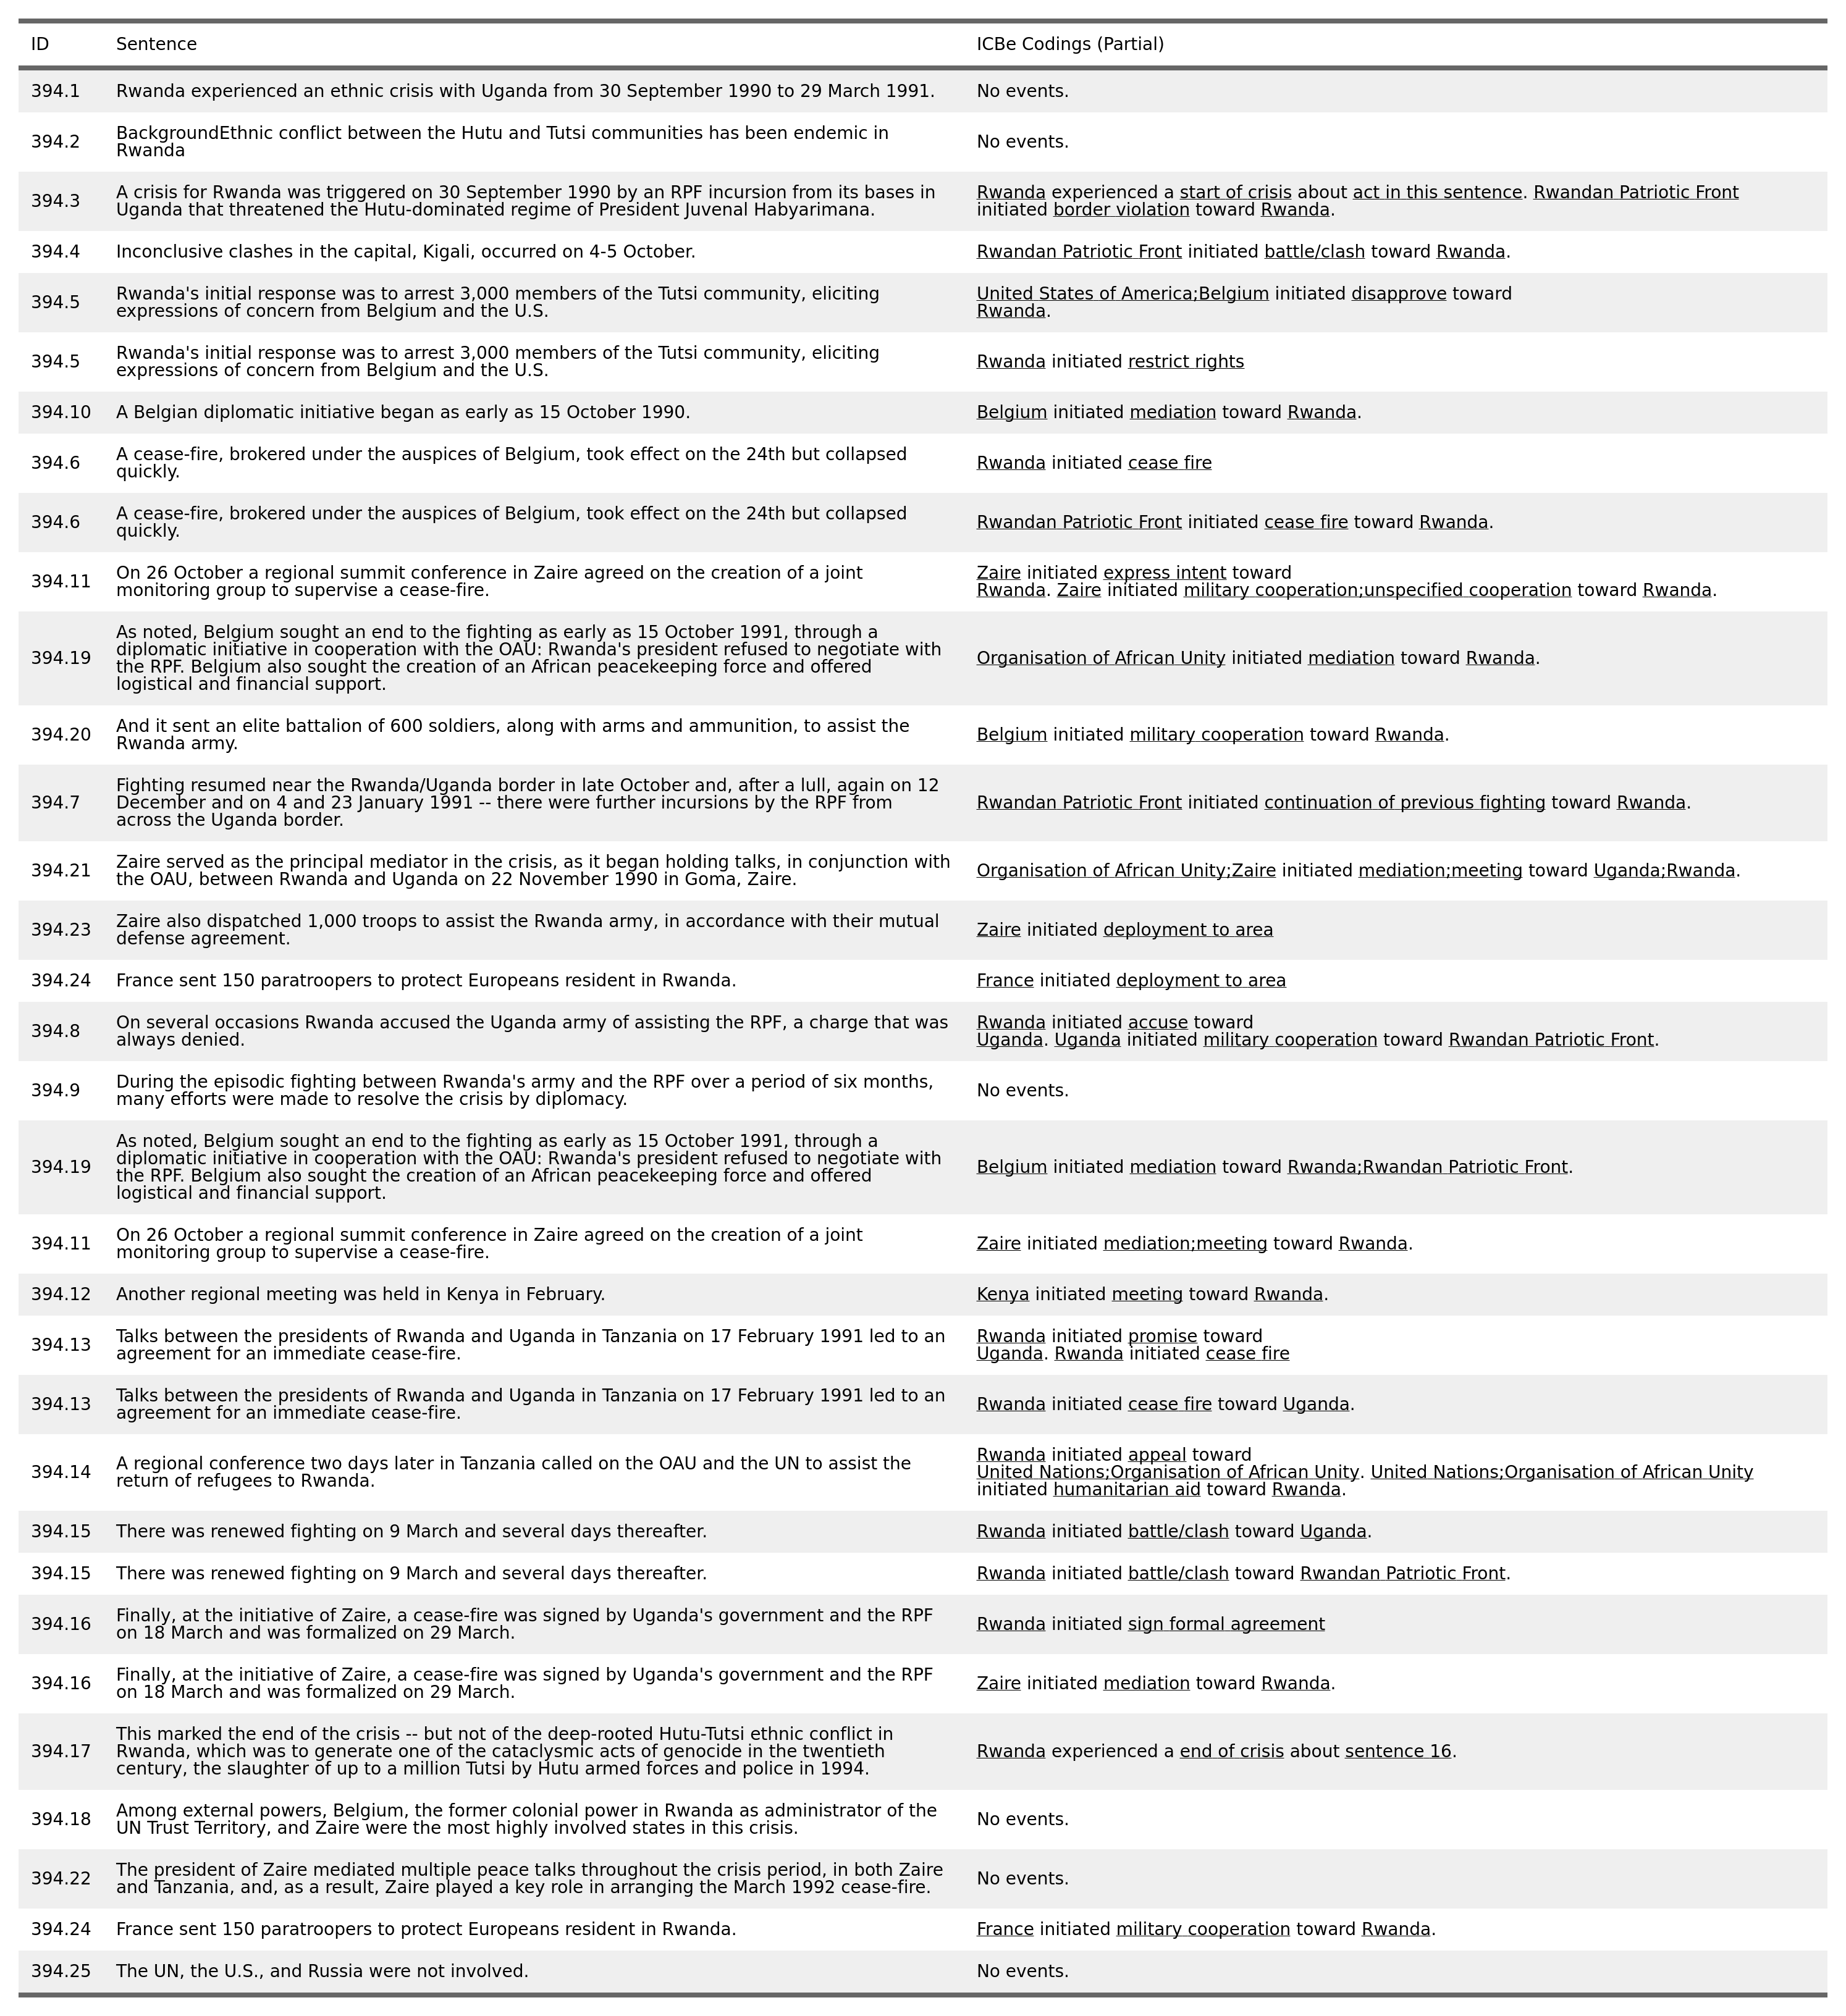 ID Sentence ICBe Codings (Partial)
394.1 Rwanda experienced an ethnic crisis with Uganda from 30 September 1990 to 29 March 1991. No events.
394.2 BackgroundEthnic conflict between the Hutu and Tutsi communities has been endemic in
Rwanda
No events.
394.3 A crisis for Rwanda was triggered on 30 September 1990 by an RPF incursion from its bases in
Uganda that threatened the Hutu-dominated regime of President Juvenal Habyarimana.
Rwanda experienced a start of crisis about act in this sentence. Rwandan Patriotic Front
initiated border violation toward Rwanda.
394.4 Inconclusive clashes in the capital, Kigali, occurred on 4-5 October. Rwandan Patriotic Front initiated battle/clash toward Rwanda.
394.5 Rwanda's initial response was to arrest 3,000 members of the Tutsi community, eliciting
expressions of concern from Belgium and the U.S.
United States of America;Belgium initiated disapprove toward
Rwanda.
394.5 Rwanda's initial response was to arrest 3,000 members of the Tutsi community, eliciting
expressions of concern from Belgium and the U.S.
Rwanda initiated restrict rights
394.10 A Belgian diplomatic initiative began as early as 15 October 1990. Belgium initiated mediation toward Rwanda.
394.6 A cease-fire, brokered under the auspices of Belgium, took effect on the 24th but collapsed
quickly.
Rwanda initiated cease fire
394.6 A cease-fire, brokered under the auspices of Belgium, took effect on the 24th but collapsed
quickly.
Rwandan Patriotic Front initiated cease fire toward Rwanda.
394.11 On 26 October a regional summit conference in Zaire agreed on the creation of a joint
monitoring group to supervise a cease-fire.
Zaire initiated express intent toward
Rwanda. Zaire initiated military cooperation;unspecified cooperation toward Rwanda.
394.19 As noted, Belgium sought an end to the fighting as early as 15 October 1991, through a
diplomatic initiative in cooperation with the OAU: Rwanda's president refused to negotiate with
the RPF. Belgium also sought the creation of an African peacekeeping force and offered
logistical and financial support.
Organisation of African Unity initiated mediation toward Rwanda.
394.20 And it sent an elite battalion of 600 soldiers, along with arms and ammunition, to assist the
Rwanda army.
Belgium initiated military cooperation toward Rwanda.
394.7 Fighting resumed near the Rwanda/Uganda border in late October and, after a lull, again on 12
December and on 4 and 23 January 1991 -- there were further incursions by the RPF from
across the Uganda border.
Rwandan Patriotic Front initiated continuation of previous fighting toward Rwanda.
394.21 Zaire served as the principal mediator in the crisis, as it began holding talks, in conjunction with
the OAU, between Rwanda and Uganda on 22 November 1990 in Goma, Zaire.
Organisation of African Unity;Zaire initiated mediation;meeting toward Uganda;Rwanda.
394.23 Zaire also dispatched 1,000 troops to assist the Rwanda army, in accordance with their mutual
defense agreement.
Zaire initiated deployment to area
394.24 France sent 150 paratroopers to protect Europeans resident in Rwanda. France initiated deployment to area
394.8 On several occasions Rwanda accused the Uganda army of assisting the RPF, a charge that was
always denied.
Rwanda initiated accuse toward
Uganda. Uganda initiated military cooperation toward Rwandan Patriotic Front.
394.9 During the episodic fighting between Rwanda's army and the RPF over a period of six months,
many efforts were made to resolve the crisis by diplomacy.
No events.
394.19 As noted, Belgium sought an end to the fighting as early as 15 October 1991, through a
diplomatic initiative in cooperation with the OAU: Rwanda's president refused to negotiate with
the RPF. Belgium also sought the creation of an African peacekeeping force and offered
logistical and financial support.
Belgium initiated mediation toward Rwanda;Rwandan Patriotic Front.
394.11 On 26 October a regional summit conference in Zaire agreed on the creation of a joint
monitoring group to supervise a cease-fire.
Zaire initiated mediation;meeting toward Rwanda.
394.12 Another regional meeting was held in Kenya in February. Kenya initiated meeting toward Rwanda.
394.13 Talks between the presidents of Rwanda and Uganda in Tanzania on 17 February 1991 led to an
agreement for an immediate cease-fire.
Rwanda initiated promise toward
Uganda. Rwanda initiated cease fire
394.13 Talks between the presidents of Rwanda and Uganda in Tanzania on 17 February 1991 led to an
agreement for an immediate cease-fire.
Rwanda initiated cease fire toward Uganda.
394.14 A regional conference two days later in Tanzania called on the OAU and the UN to assist the
return of refugees to Rwanda.
Rwanda initiated appeal toward
United Nations;Organisation of African Unity. United Nations;Organisation of African Unity
initiated humanitarian aid toward Rwanda.
394.15 There was renewed fighting on 9 March and several days thereafter. Rwanda initiated battle/clash toward Uganda.
394.15 There was renewed fighting on 9 March and several days thereafter. Rwanda initiated battle/clash toward Rwandan Patriotic Front.
394.16 Finally, at the initiative of Zaire, a cease-fire was signed by Uganda's government and the RPF
on 18 March and was formalized on 29 March.
Rwanda initiated sign formal agreement
394.16 Finally, at the initiative of Zaire, a cease-fire was signed by Uganda's government and the RPF
on 18 March and was formalized on 29 March.
Zaire initiated mediation toward Rwanda.
394.17 This marked the end of the crisis -- but not of the deep-rooted Hutu-Tutsi ethnic conflict in
Rwanda, which was to generate one of the cataclysmic acts of genocide in the twentieth
century, the slaughter of up to a million Tutsi by Hutu armed forces and police in 1994.
Rwanda experienced a end of crisis about sentence 16.
394.18 Among external powers, Belgium, the former colonial power in Rwanda as administrator of the
UN Trust Territory, and Zaire were the most highly involved states in this crisis.
No events.
394.22 The president of Zaire mediated multiple peace talks throughout the crisis period, in both Zaire
and Tanzania, and, as a result, Zaire played a key role in arranging the March 1992 cease-fire.
No events.
394.24 France sent 150 paratroopers to protect Europeans resident in Rwanda. France initiated military cooperation toward Rwanda.
394.25 The UN, the U.S., and Russia were not involved. No events.